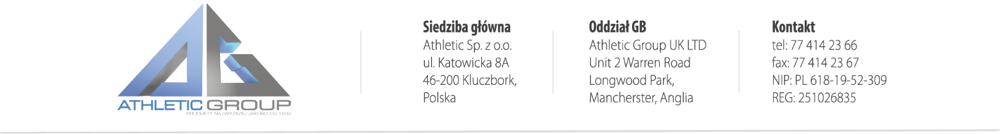 ATHLETIC GROUP
PRODUKTY NAJWYŻSZEJ JAKOŚCI OD 1992
Siedziba główna
Athletic Sp. z o.o.
ul. Katowicka 8A
46-200 Kluczbork,
Polska
Oddział GB
Athletic Group UK LTD
Unit 2 Warren Road
Longwood Park,
Mancherster, Anglia
Kontakt
tel: 77 414 23 66
fax: 77 414 23 67
NIP: PL 618-19-52-309
REG: 251026835